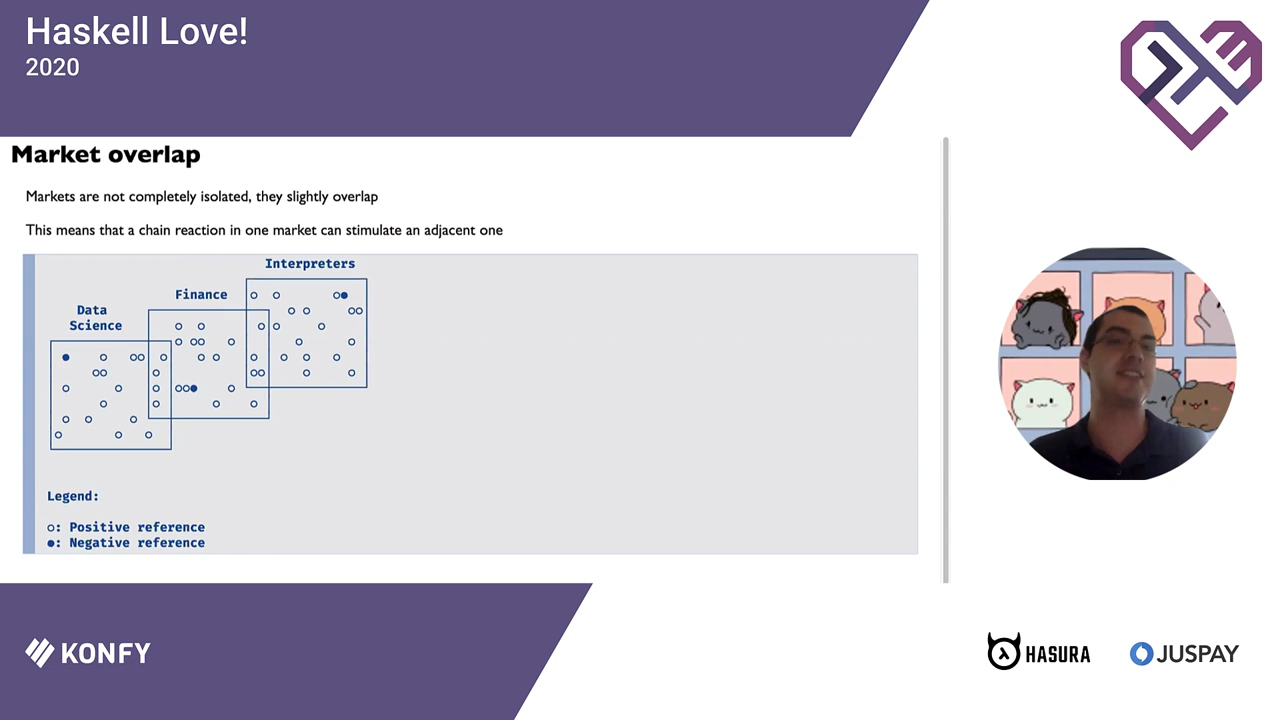 Haskell Love!
2020
Market overlap
Markets are not completely isolated, they slightly overlap
This means that a chain reaction in one market can stimulate an adjacent one
Interpreters
Finance
Data
Science
Legend:
○: Positive reference
●: Negative reference
KONFY
HASURA
JUSPAY